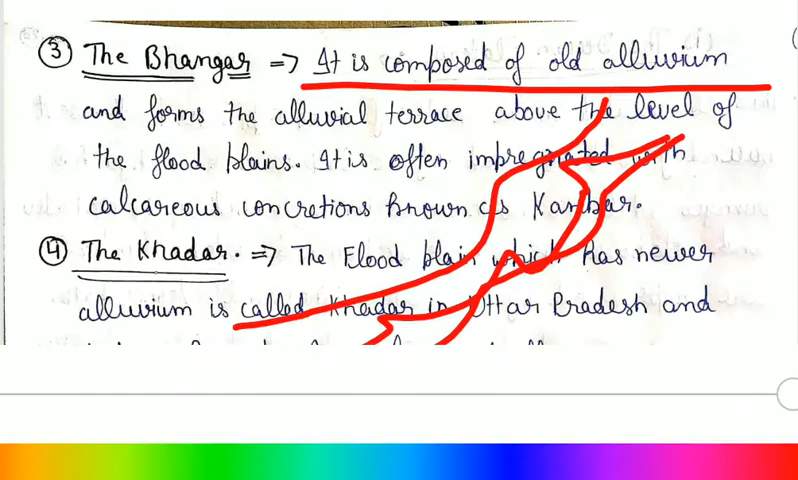 ③ The Bhangar ⇒ It is composed of old alluvium
and forms the alluvial terrace above the level of
the flood plains. It is often impregnated with
calcareous concretions known as Kankar.
④ The Khadar. ⇒ The Flood plain which has newer
alluvium is called Khadar in Uttar Pradesh and